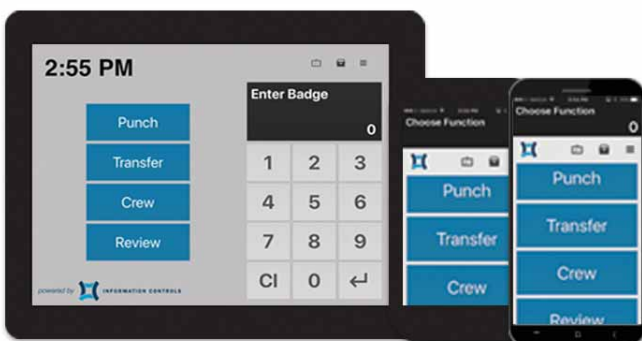 2:55 PM
Enter Badge
0
Punch
Transfer
Crew
Review
1 2 3
4 5 6
7 8 9
Cl 0
powered by INFORMATION CONTROLS
Choose Function
Punch
Transfer
Crew
Choose Function
0
Punch
Transfer
Crew
Review